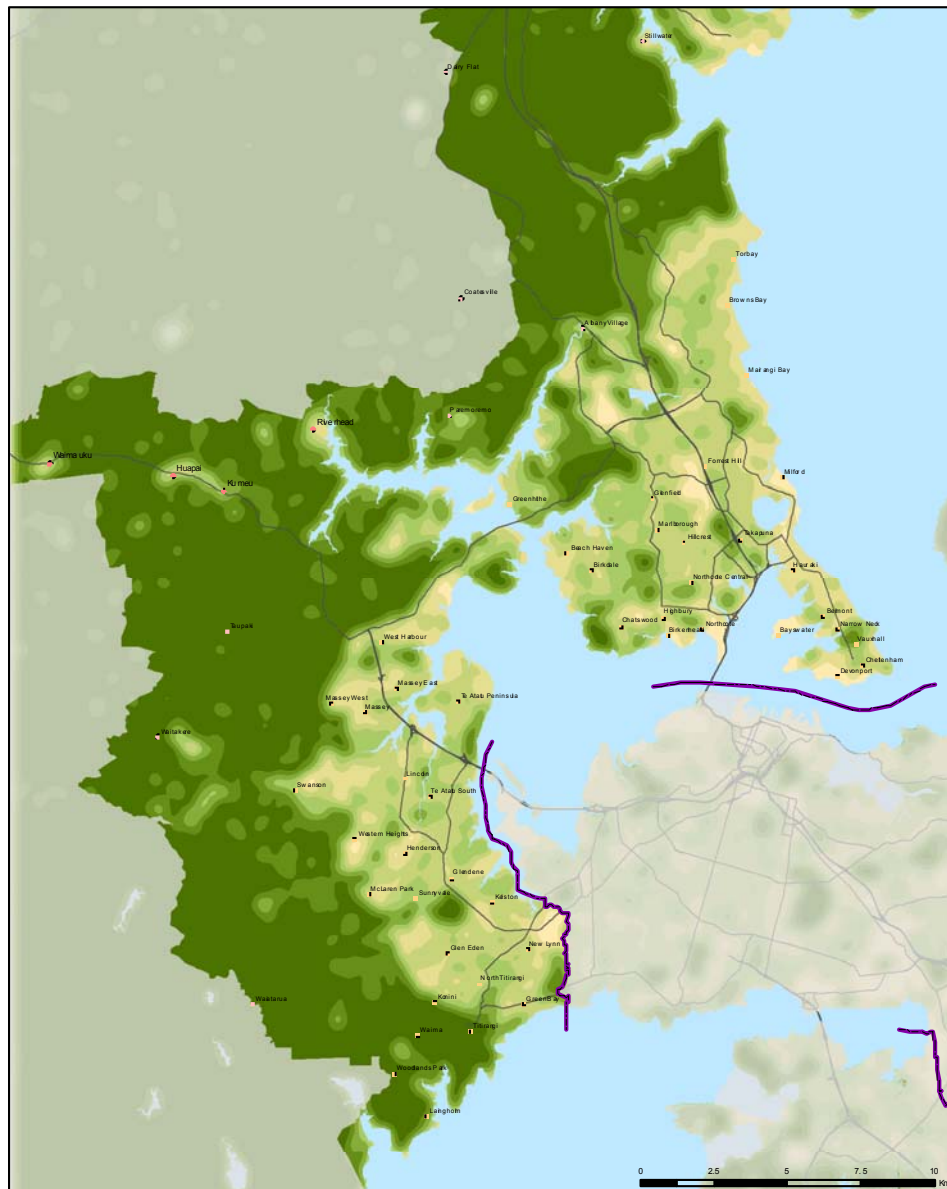 Stillwater
Dairy Flat
Torbay
Coatesville
Browns Bay
Albany Village
Mairangi Bay
Paremoremo
Riverhead
Waimauku
Huapai
Forrest Hill
Milford
Kumeu
Glenfield
Greenhithe
Marlborough
Takapuna
Hillcrest
Beach Haven
Birkdale
Hauraki
Northcote Central
Highbury
Belmont
Chatswood
Northcote
Bayswater
Narrow Neck
Taupaki
Birkenhead
West Harbour
Vauxhall
Cheltenham
Devonport
Massey East
Te Atatu Peninsula
Massey West
Massey
Waitakere
Lincoln
Swanson
Te Atatu South
Western Heights
Henderson
Glendene
McLaren Park
Sunnyvale
Kelston
Glen Eden
New Lynn
North Titirangi
Waiatarua
Konini
Green Bay
Titirangi
Waima
Woodlands Park
Laingholm
0 2.5 5 7.5 10